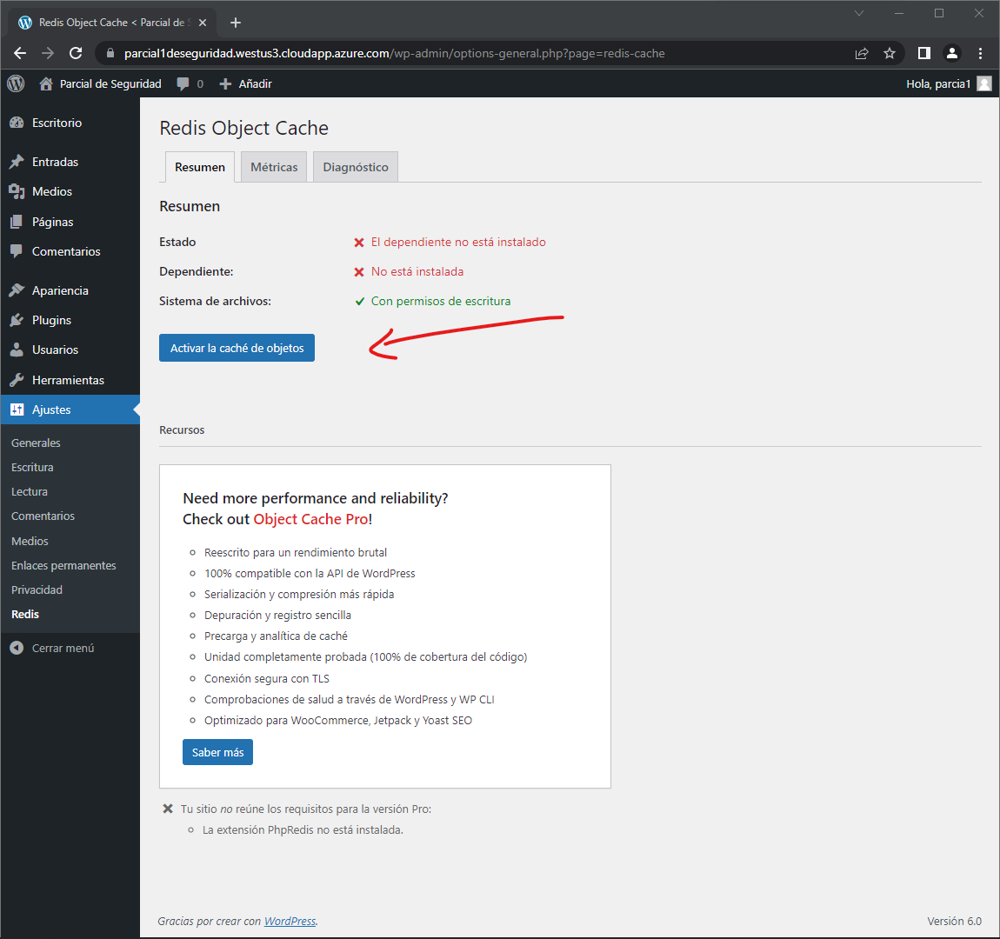 Redis Object Cache < Parcial de S
parcial1deseguridad.westus3.cloudapp.azure.com/wp-admin/options-general.php?page=redis-cache
Parcial de Seguridad 0 Añadir Hola, parcia1
Escritorio
Entradas
Medios
Páginas
Comentarios
Apariencia
Plugins
Usuarios
Herramientas
Ajustes
Generales
Escritura
Lectura
Comentarios
Medios
Enlaces permanentes
Privacidad
Redis
Cerrar menú
Redis Object Cache
Resumen Métricas Diagnóstico
Resumen
Estado El dependiente no está instalado
Dependiente: No está instalada
Sistema de archivos: Con permisos de escritura
Activar la caché de objetos
Recursos
Need more performance and reliability?
Check out Object Cache Pro!
Reescrito para un rendimiento brutal
100% compatible con la API de WordPress
Serialización y compresión más rápida
Depuración y registro sencilla
Precarga y analítica de caché
Unidad completamente probada (100% de cobertura del código)
Conexión segura con TLS
Comprobaciones de salud a través de WordPress y WP CLI
Optimizado para WooCommerce, Jetpack y Yoast SEO
Saber más
Tu sitio no reúne los requisitos para la versión Pro:
La extensión PhpRedis no está instalada.
Gracias por crear con WordPress. Versión 6.0